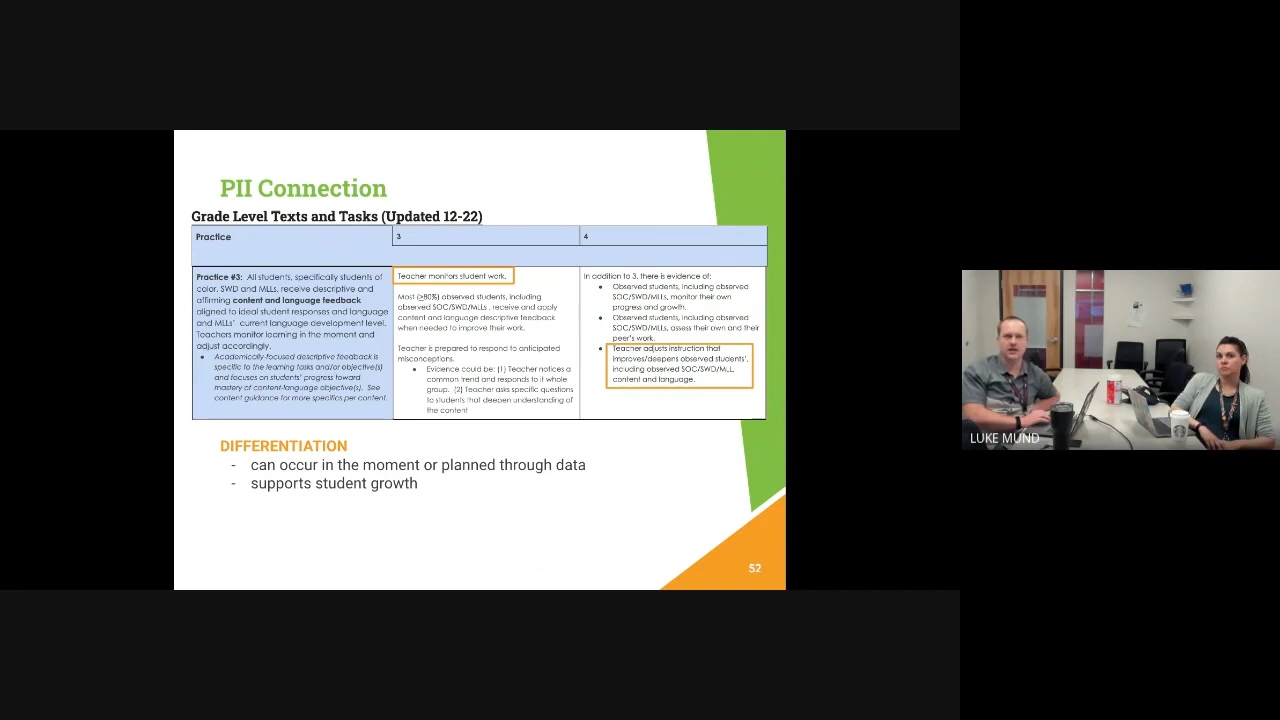 PII Connection
Grade Level Texts and Tasks (Updated 12-22)
Practice
3
4
Practice #3: All students, specifically students of
color, SWD and MLLs, receive descriptive and
affirming content and language feedback
aligned to ideal student responses and language
and MLLs' current language development level.
Teachers monitor learning in the moment and
adjust accordingly.
● Academically-focused descriptive feedback is
specific to the learning tasks and/or objective(s)
and focuses on students' progress toward
mastery of content-language objective(s). See
content guidance for more specifics per content.
Teacher monitors student work.
Most (≥80%) observed students, including
observed SOC/SWD/MLLs , receive and apply
content and language descriptive feedback
when needed to improve their work.
Teacher is prepared to respond to anticipated
misconceptions.
● Evidence could be: (1) Teacher notices a
common trend and responds to it whole
group. (2) Teacher asks specific questions
to students that deepen understanding of
the content
In addition to 3, there is evidence of:
● Observed students, including observed
SOC/SWD/MLLs, monitor their own
progress and growth.
● Observed students, including observed
SOC/SWD/MLLs, assess their own and their
peer's work.
● Teacher adjusts instruction that
improves/deepens observed students',
including observed SOC/SWD/MLL,
content and language.
DIFFERENTIATION
- can occur in the moment or planned through data
- supports student growth
52
LUKE MUND